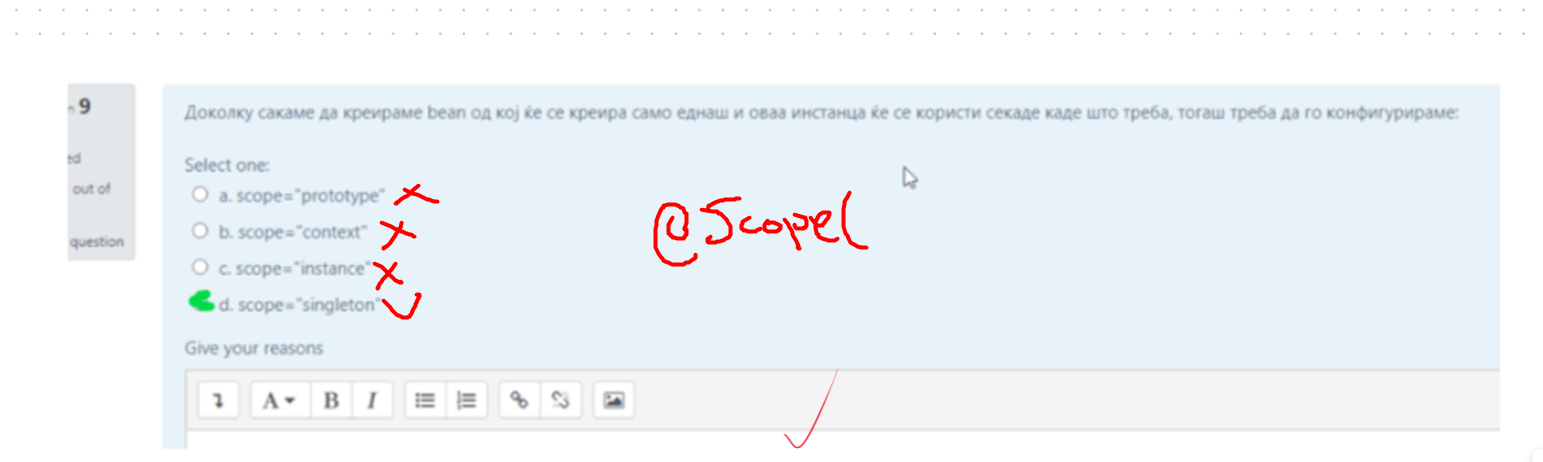 9
Доколку сакаме да креираме bean од кој ќе се креира само еднаш и оваа инстанца ќе се користи секаде каде што треба, тогаш треба да го конфигурираме:
ed
Select one:
out of
a. scope="prototype"
b. scope="context"
@Scope(
question
c. scope="instance"
d. scope="singleton"
Give your reasons
A B I